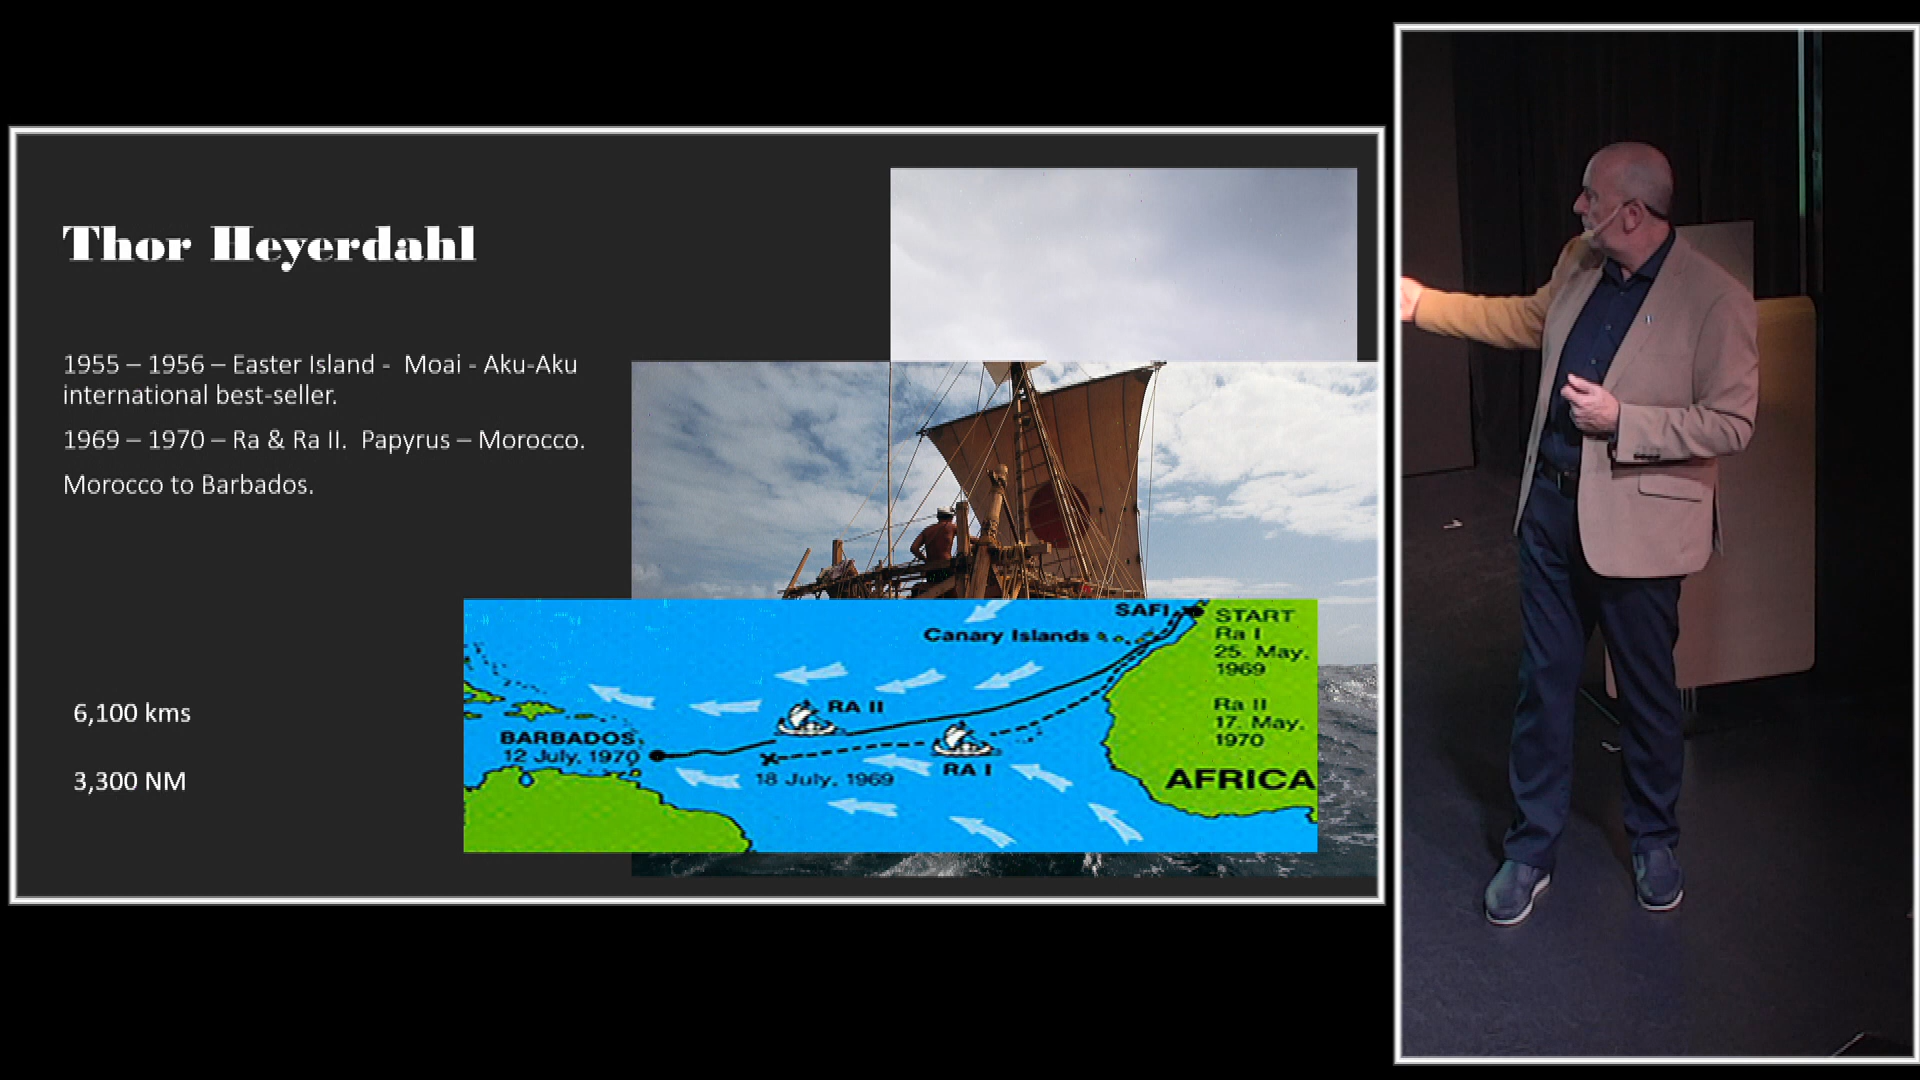 Thor Heyerdahl
1955 – 1956 – Easter Island - Moai - Aku-Aku
international best-seller.
1969 – 1970 – Ra & Ra II. Papyrus – Morocco.
Morocco to Barbados.
6,100 kms
3,300 NM
SAFI
START
Ra I
25. May,
1969
Ra II
17. May,
1970
Canary Islands
RA II
BARBADOS
12 July, 1970
18 July, 1969
RA I
AFRICA